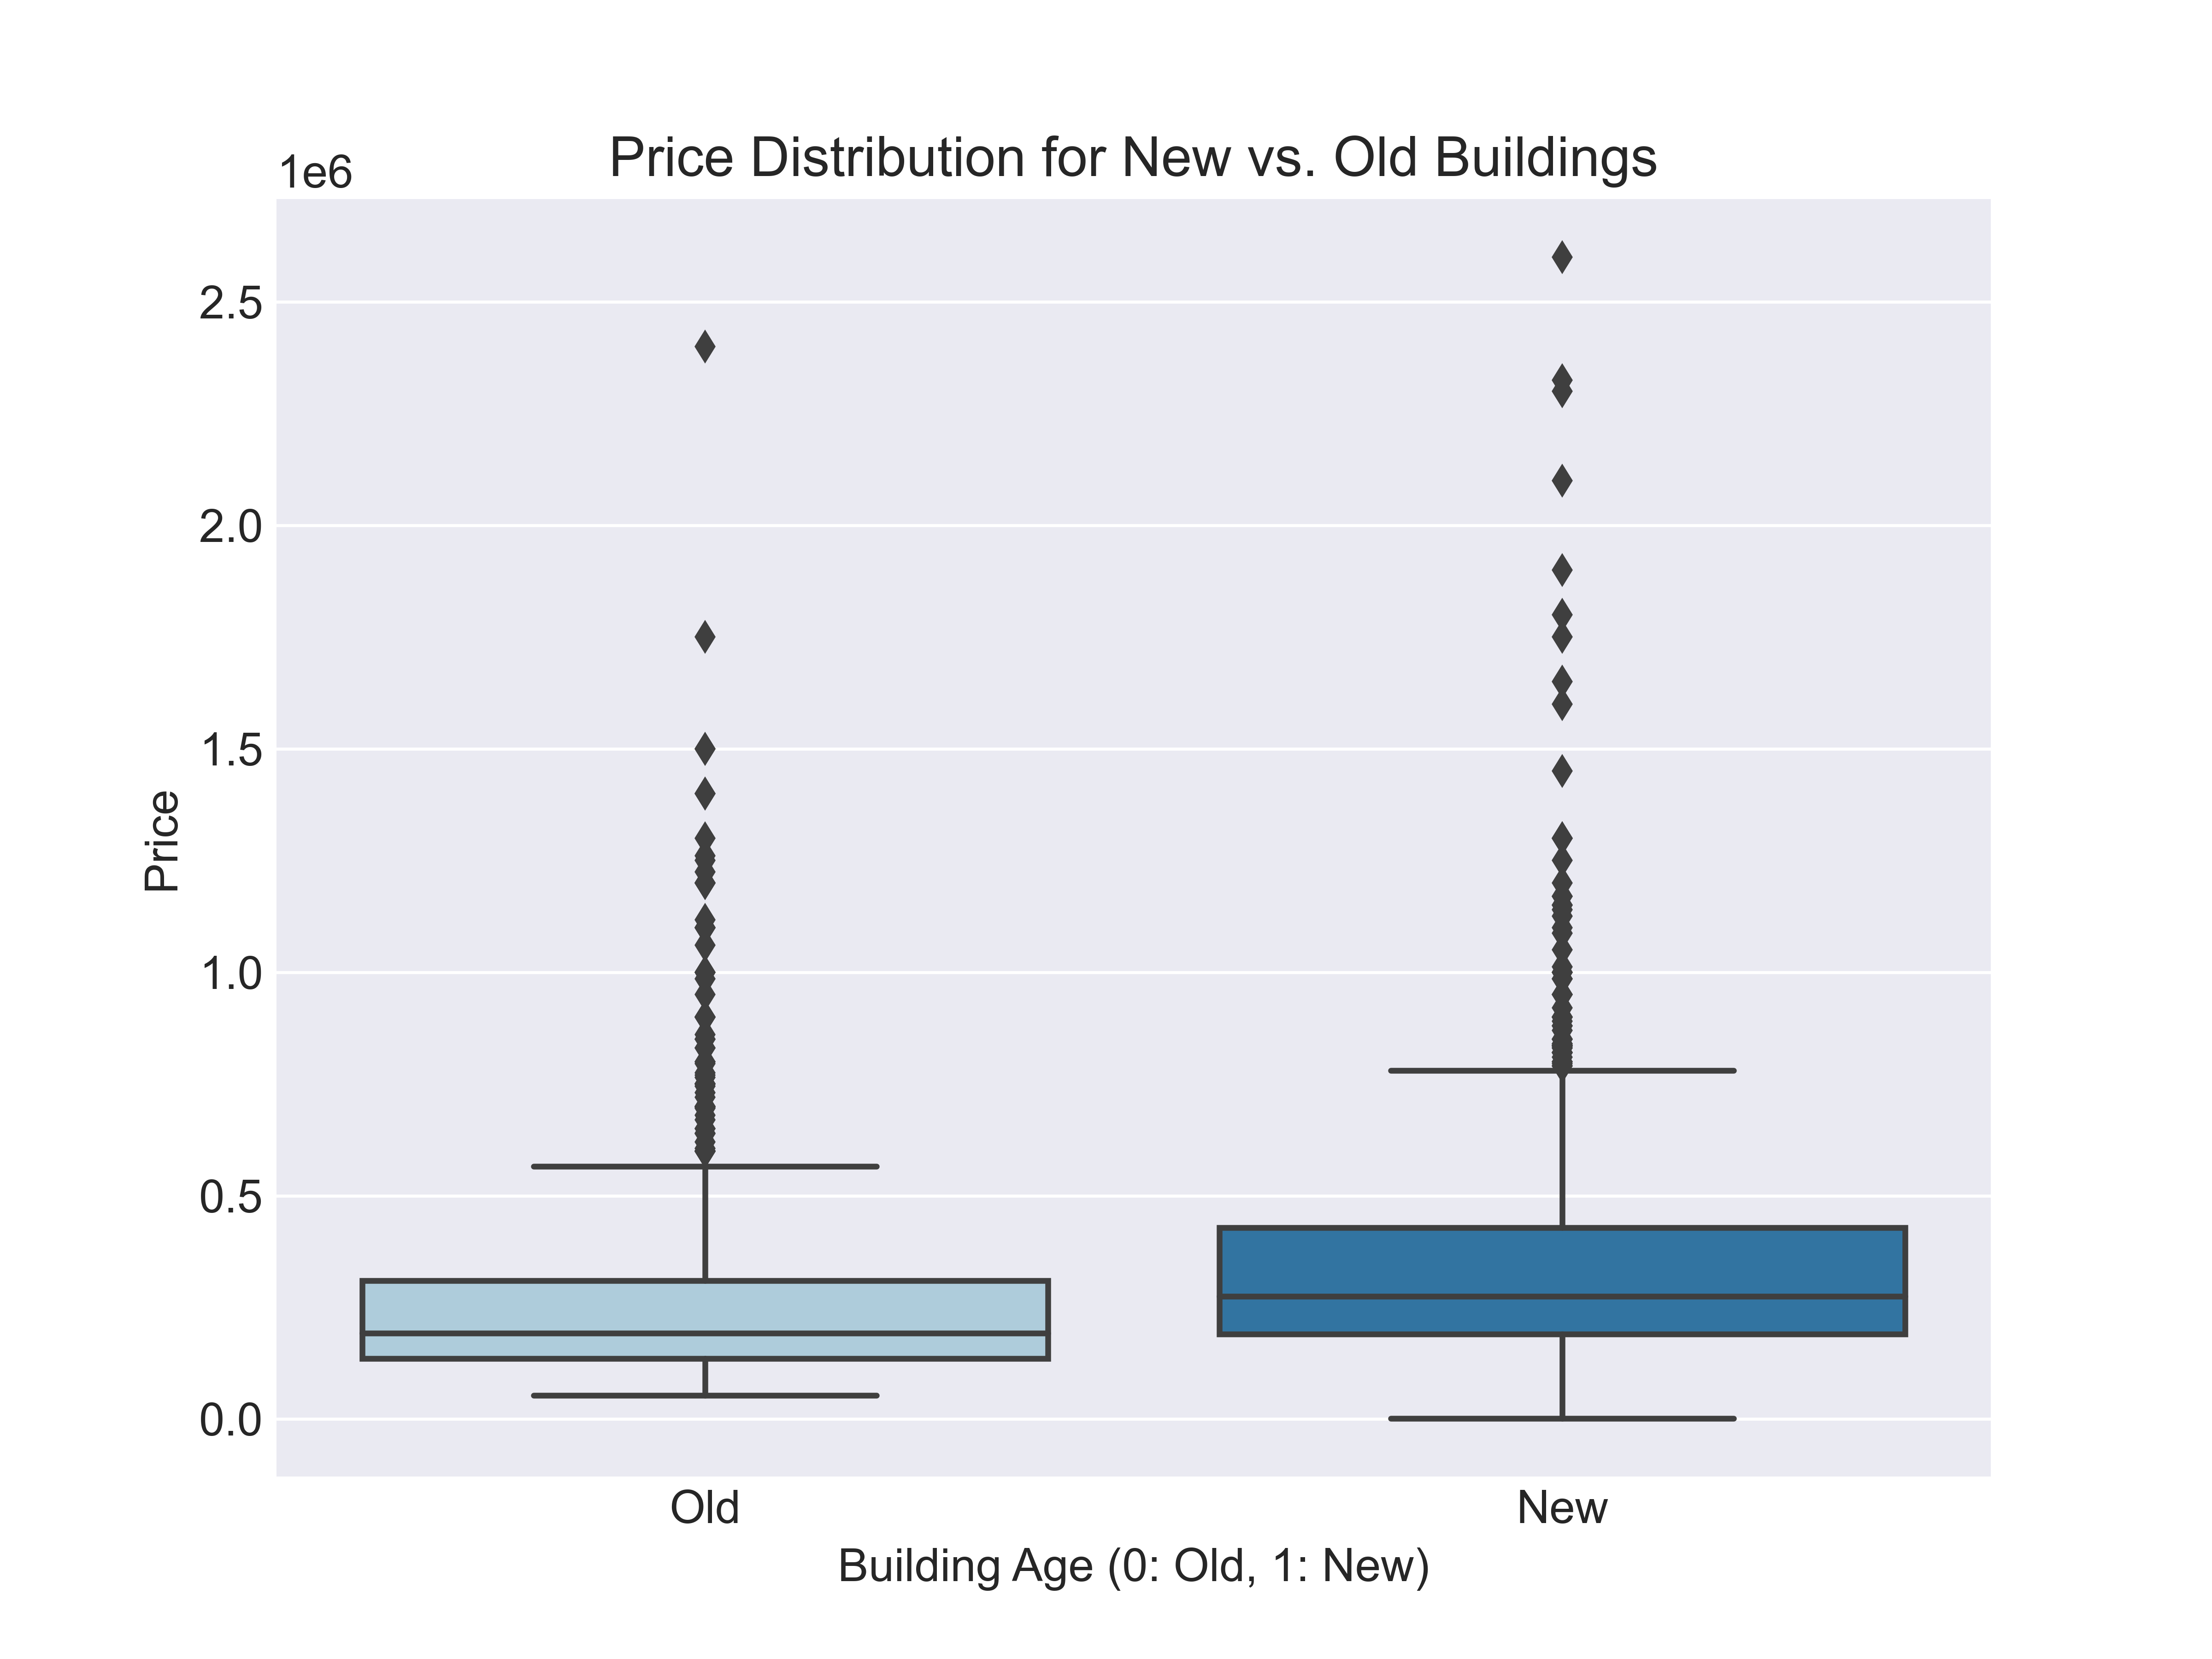 Price Distribution for New vs. Old Buildings
1e6
2.5
2.0
1.5
1.0
0.5
0.0
Price
Old
New
Building Age (0: Old, 1: New)